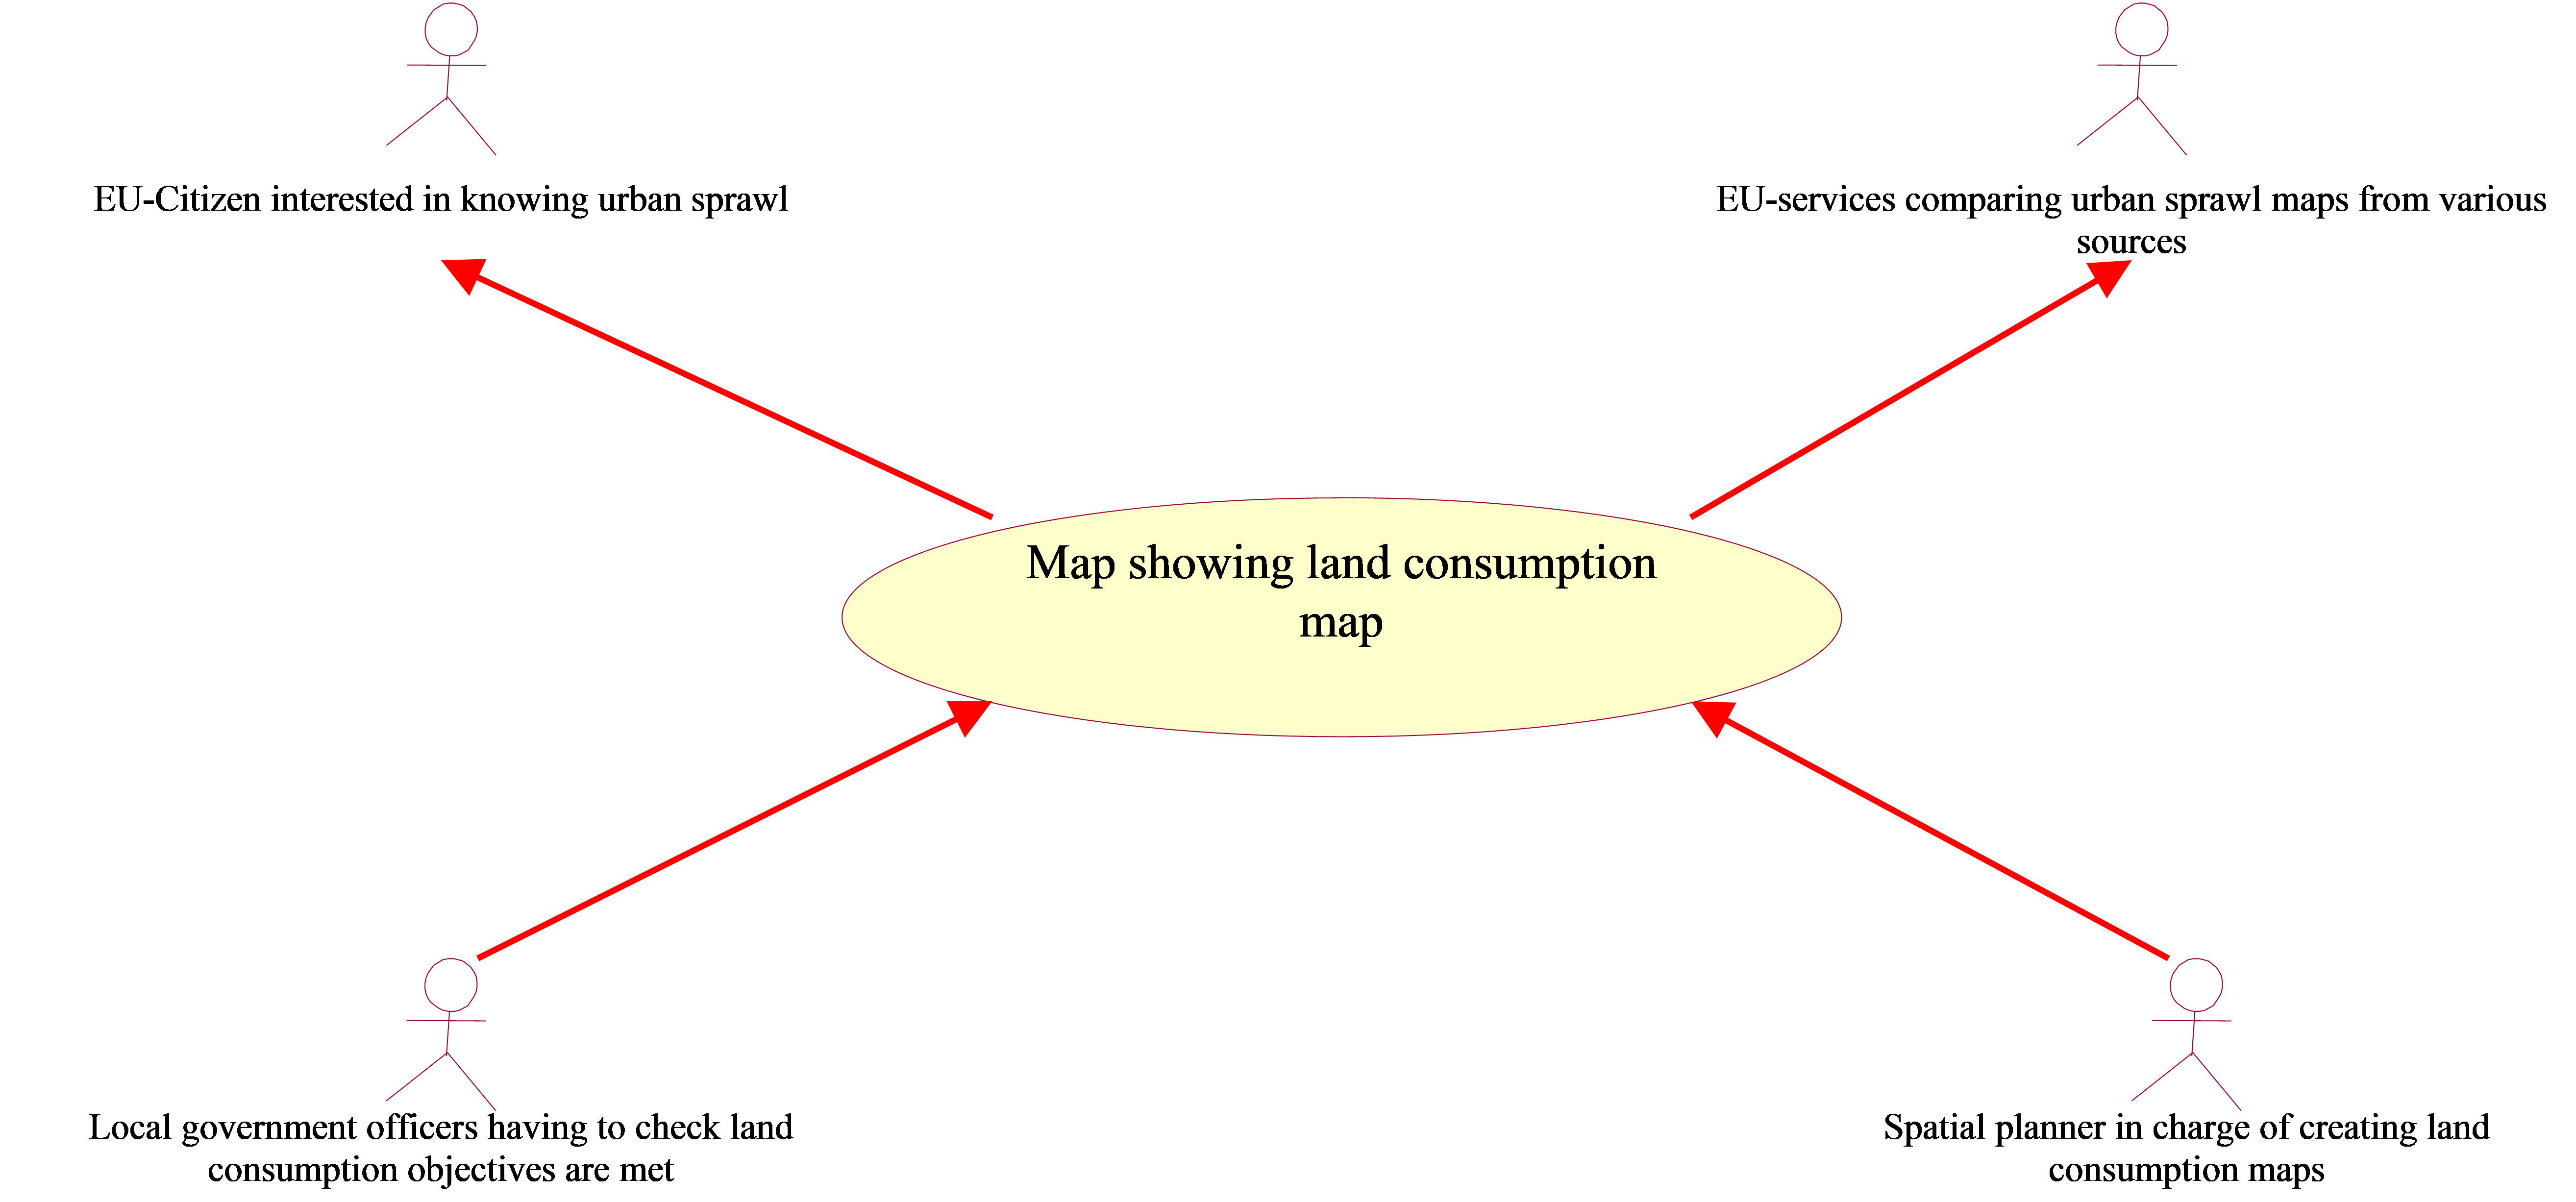 EU-Citizen interested in knowing urban sprawl
EU-services comparing urban sprawl maps from various
sources
Map showing land consumption
map
Local government officers having to check land
consumption objectives are met
Spatial planner in charge of creating land
consumption maps